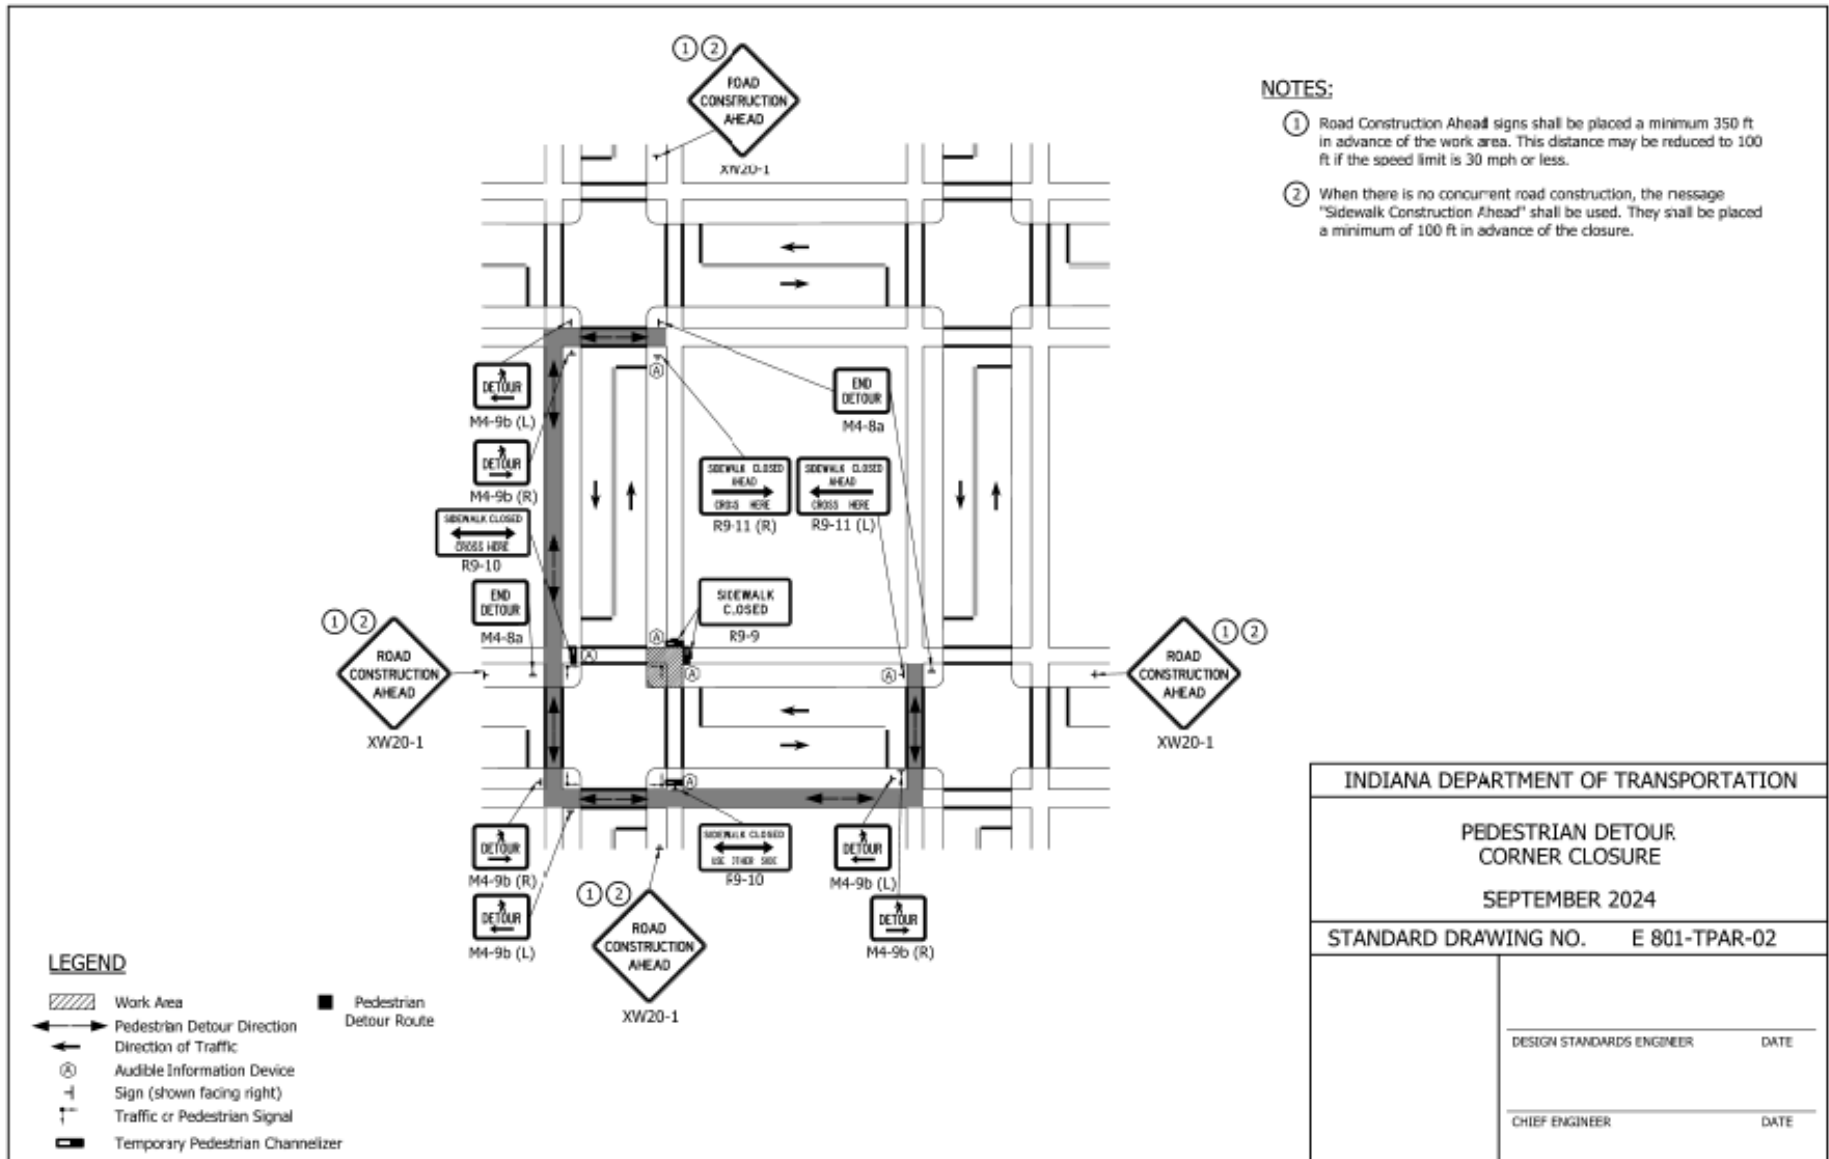 1 2
ROAD
CONSTRUCTION
AHEAD
XW20-1
NOTES:
1 Road Construction Ahead signs shall be placed a minimum 350 ft
in advance of the work area. This distance may be reduced to 100
ft if the speed limit is 30 mph or less.
2 When there is no concurrent road construction, the message
"Sidewalk Construction Ahead" shall be used. They shall be placed
a minimum of 100 ft in advance of the closure.
A
DETOUR
M4-9b (L)
END
DETOUR
M4-8a
DETOUR
M4-9b (R)
SIDEWALK CLOSED
AHEAD
CROSS HERE
R9-11 (R)
SIDEWALK CLOSED
AHEAD
CROSS HERE
R9-11 (L)
SIDEWALK CLOSED
CROSS HERE
R9-10
END
DETOUR
M4-8a
SIDEWALK
CLOSED
R9-9
A
A
A
A
1 2
ROAD
CONSTRUCTION
AHEAD
XW20-1
1 2
ROAD
CONSTRUCTION
AHEAD
XW20-1
A
DETOUR
M4-9b (R)
SIDEWALK CLOSED
USE OTHER SIDE
R9-10
DETOUR
M4-9b (L)
DETOUR
M4-9b (L)
DETOUR
M4-9b (R)
1 2
ROAD
CONSTRUCTION
AHEAD
XW20-1
LEGEND
Work Area
Pedestrian Detour Direction
Direction of Traffic
A Audible Information Device
Sign (shown facing right)
Traffic or Pedestrian Signal
Temporary Pedestrian Channelizer
Pedestrian
Detour Route
INDIANA DEPARTMENT OF TRANSPORTATION
PEDESTRIAN DETOUR
CORNER CLOSURE
SEPTEMBER 2024
STANDARD DRAWING NO. E 801-TPAR-02
DESIGN STANDARDS ENGINEER DATE
CHIEF ENGINEER DATE